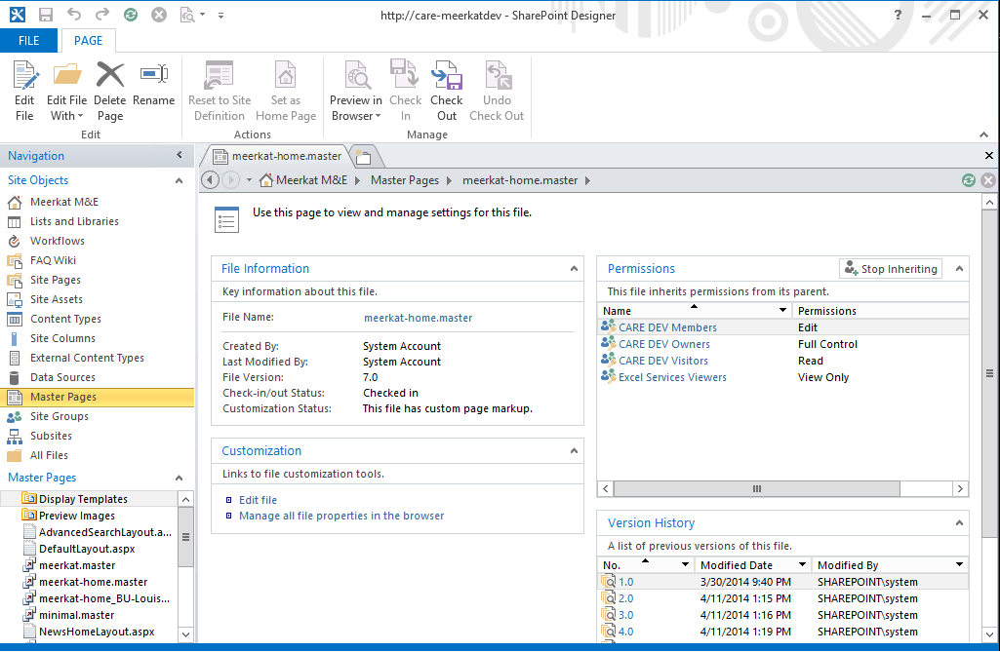 http://care-meerkatdev - SharePoint Designer
?
FILE PAGE
Edit File
Edit File With
Delete Page
Rename
Edit
Reset to Site Definition
Set as Home Page
Actions
Preview in Browser
Check In
Check Out
Undo Check Out
Manage
Navigation
Site Objects
Meerkat M&E
Lists and Libraries
Workflows
FAQ Wiki
Site Pages
Site Assets
Content Types
Site Columns
External Content Types
Data Sources
Master Pages
Site Groups
Subsites
All Files
Master Pages
Display Templates
Preview Images
AdvancedSearchLayout.a...
DefaultLayout.aspx
meerkat.master
meerkat-home.master
meerkat-home_BU-Louis...
minimal.master
NewsHomeLayout.aspx
meerkat-home.master
Meerkat M&E Master Pages meerkat-home.master
Use this page to view and manage settings for this file.
File Information
Key information about this file.
File Name: meerkat-home.master
Created By: System Account
Last Modified By: System Account
File Version: 7.0
Check-in/out Status: Checked in
Customization Status: This file has custom page markup.
Customization
Links to file customization tools.
Edit file
Manage all file properties in the browser
Permissions Stop Inheriting
This file inherits permissions from its parent.
Name Permissions
CARE DEV Members Edit
CARE DEV Owners Full Control
CARE DEV Visitors Read
Excel Services Viewers View Only
Version History
A list of previous versions of this file.
No. Modified Date Modified By
1.0 3/30/2014 9:40 PM SHAREPOINT\system
2.0 4/11/2014 1:15 PM SHAREPOINT\system
3.0 4/11/2014 1:16 PM SHAREPOINT\system
4.0 4/11/2014 1:19 PM SHAREPOINT\system